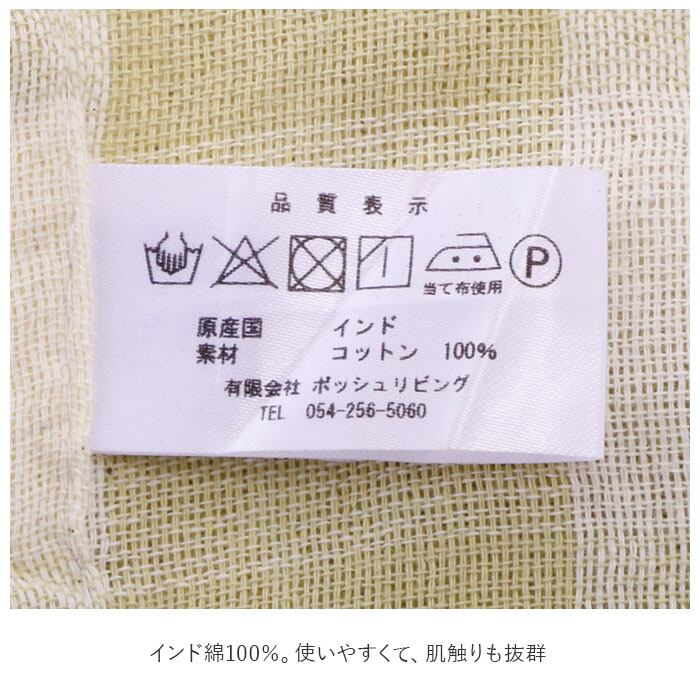 品質表示
当て布使用
P
原産国 インド
素材 コットン 100%
有限会社 ポッシュリビング
TEL 054-256-5060
インド綿100%。使いやすくて、肌触りも抜群